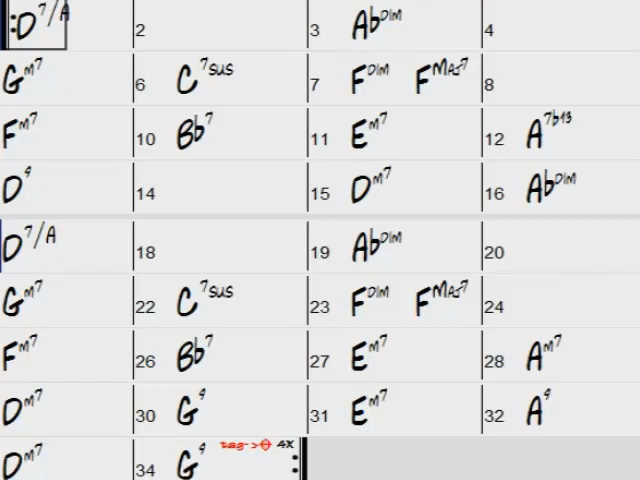 D7/A 2 3 AbDIM 4
Gm7 6 C7SUS 7 FDIM FMAJ7 8
Fm7 10 Bb7 11 Em7 12 A7b13
D9 14 15 Dm7 16 AbDIM
D7/A 18 19 AbDIM 20
Gm7 22 C7SUS 23 FDIM FMAJ7 24
Fm7 26 Bb7 27 Em7 28 Am7
Dm7 30 G9 31 Em7 32 A9
Dm7 34 G9 tag-> 4X